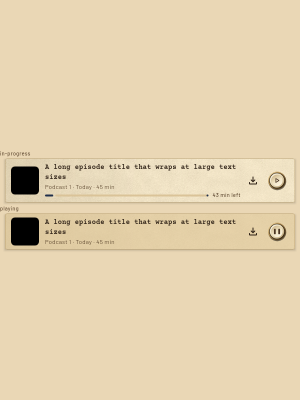 in-progress
A long episode title that wraps at large text
sizes
Podcast 1 · Today · 45 min
43 min left
playing
A long episode title that wraps at large text
sizes
Podcast 1 · Today · 45 min